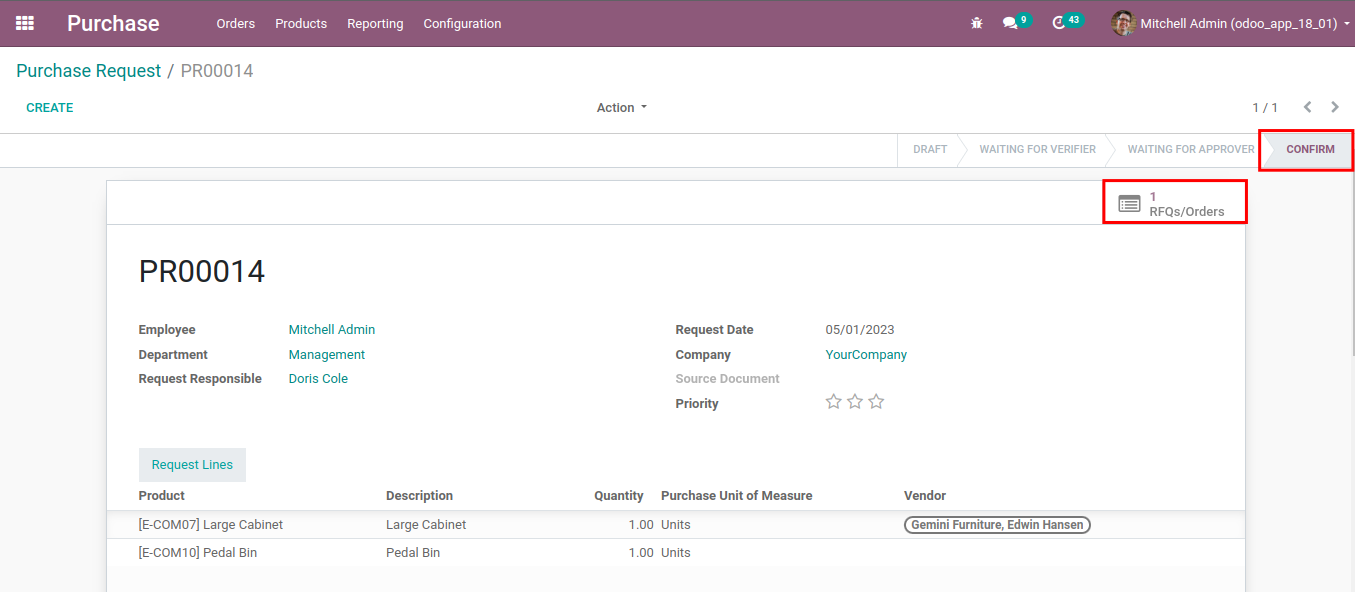 Purchase Orders Products Reporting Configuration 9 43 Mitchell Admin (odoo_app_18_01)
Purchase Request / PR00014
CREATE Action 1 / 1
DRAFT WAITING FOR VERIFIER WAITING FOR APPROVER CONFIRM
1
RFQs/Orders
PR00014
Employee Mitchell Admin Request Date 05/01/2023
Department Management Company YourCompany
Request Responsible Doris Cole Source Document
Priority
Request Lines
Product Description Quantity Purchase Unit of Measure Vendor
[E-COM07] Large Cabinet Large Cabinet 1.00 Units Gemini Furniture, Edwin Hansen
[E-COM10] Pedal Bin Pedal Bin 1.00 Units